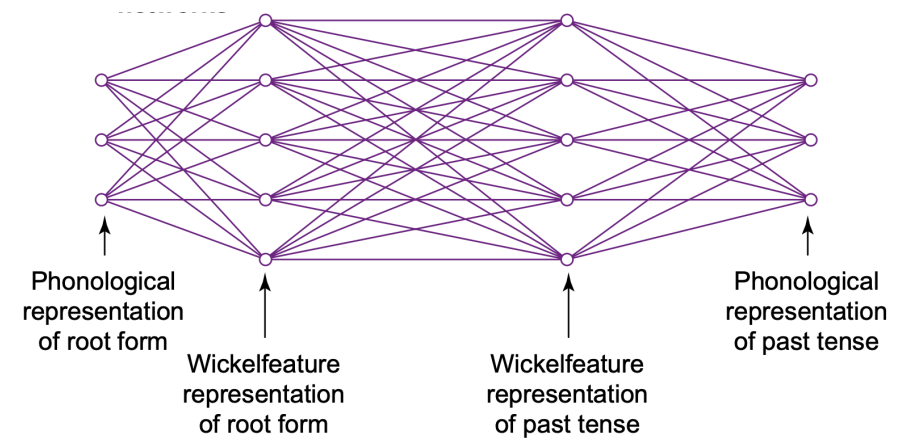 Phonological
representation
of root form
Wickelfeature
representation
of root form
Wickelfeature
representation
of past tense
Phonological
representation
of past tense